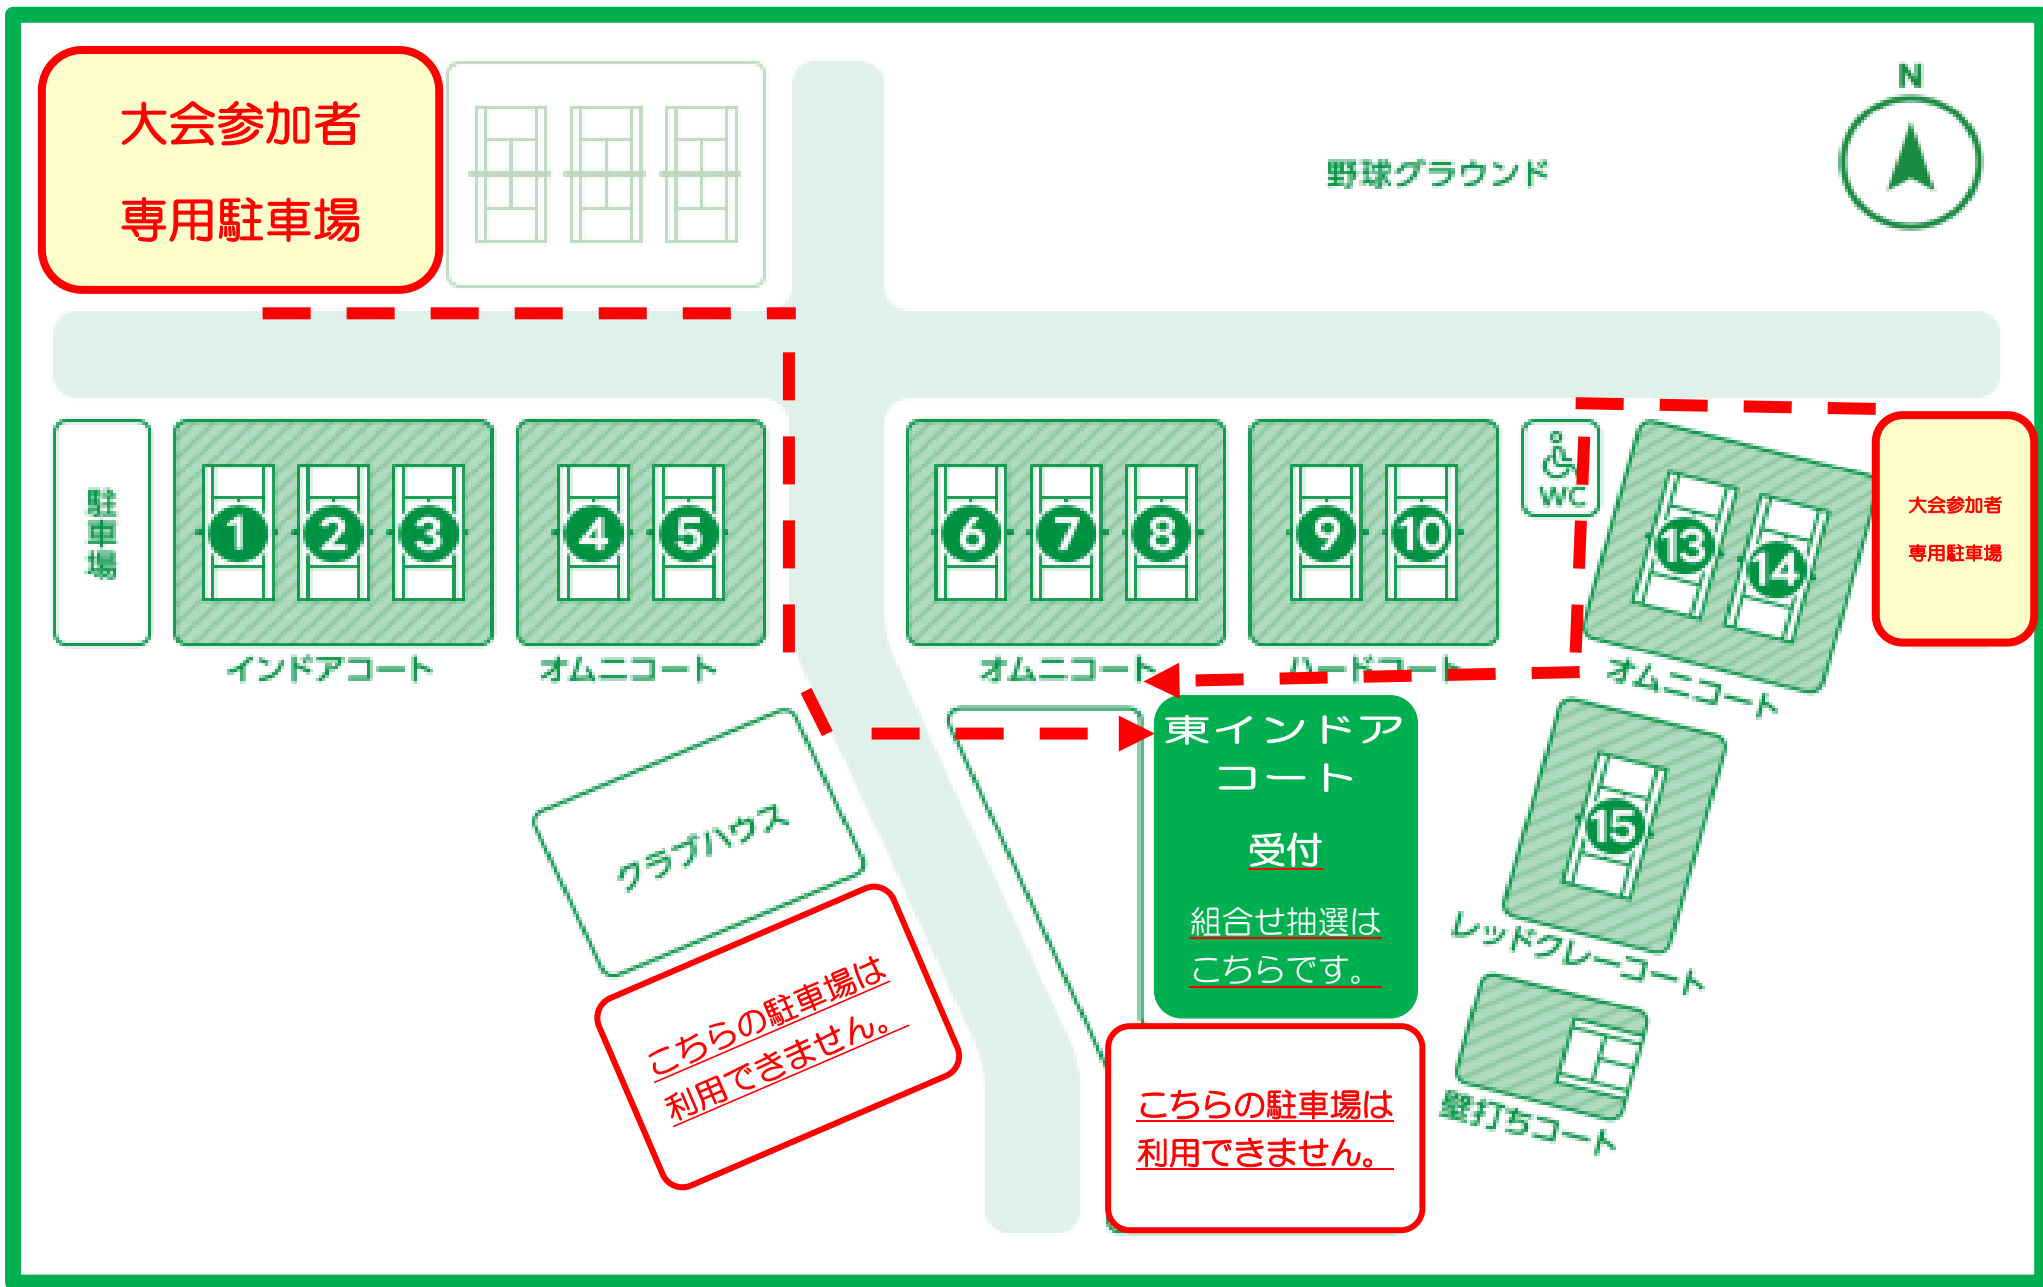 大会参加者
専用駐車場
野球グラウンド
N
駐車場
1
2
3
インドアコート
4
5
オムニコート
6
7
8
オムニコート
9
10
ハードコート
WC
13
14
オムニコート
大会参加者
専用駐車場
クラブハウス
東インドア
コート
受付
組合せ抽選は
こちらです。
15
レッドクレーコート
壁打ちコート
こちらの駐車場は
利用できません。
こちらの駐車場は
利用できません。